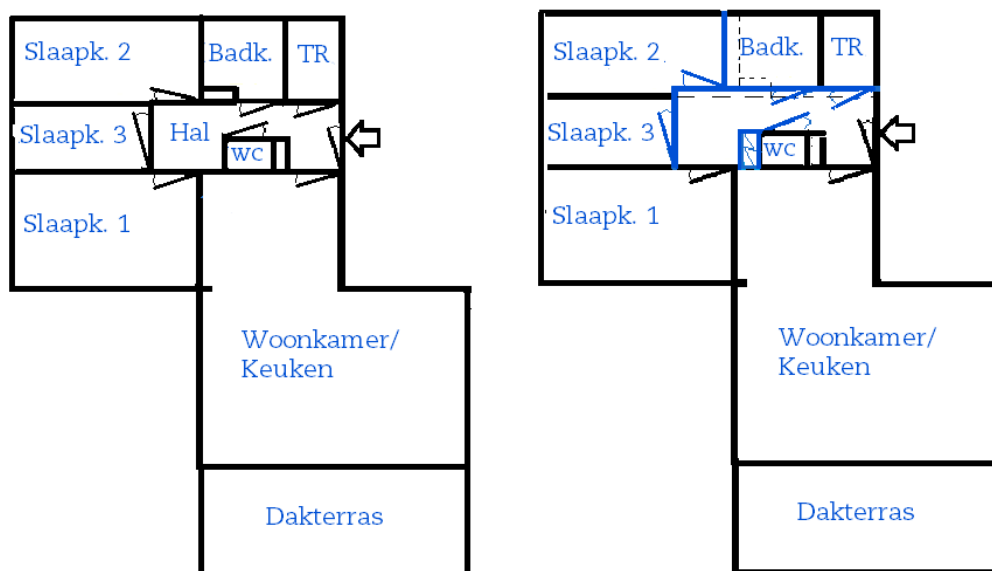 Slaapk. 2
Badk.
TR
Slaapk. 3
Hal
wc
Slaapk. 1
Woonkamer/
Keuken
Dakterras
Slaapk. 2
Badk.
TR
Slaapk. 3
wc
Slaapk. 1
Woonkamer/
Keuken
Dakterras